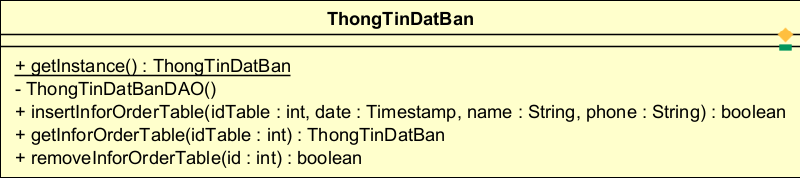 ThongTinDatBan
+ getInstance() : ThongTinDatBan
- ThongTinDatBanDAO()
+ insertInforOrderTable(idTable : int, date : Timestamp, name : String, phone : String) : boolean
+ getInforOrderTable(idTable : int) : ThongTinDatBan
+ removeInforOrderTable(id : int) : boolean